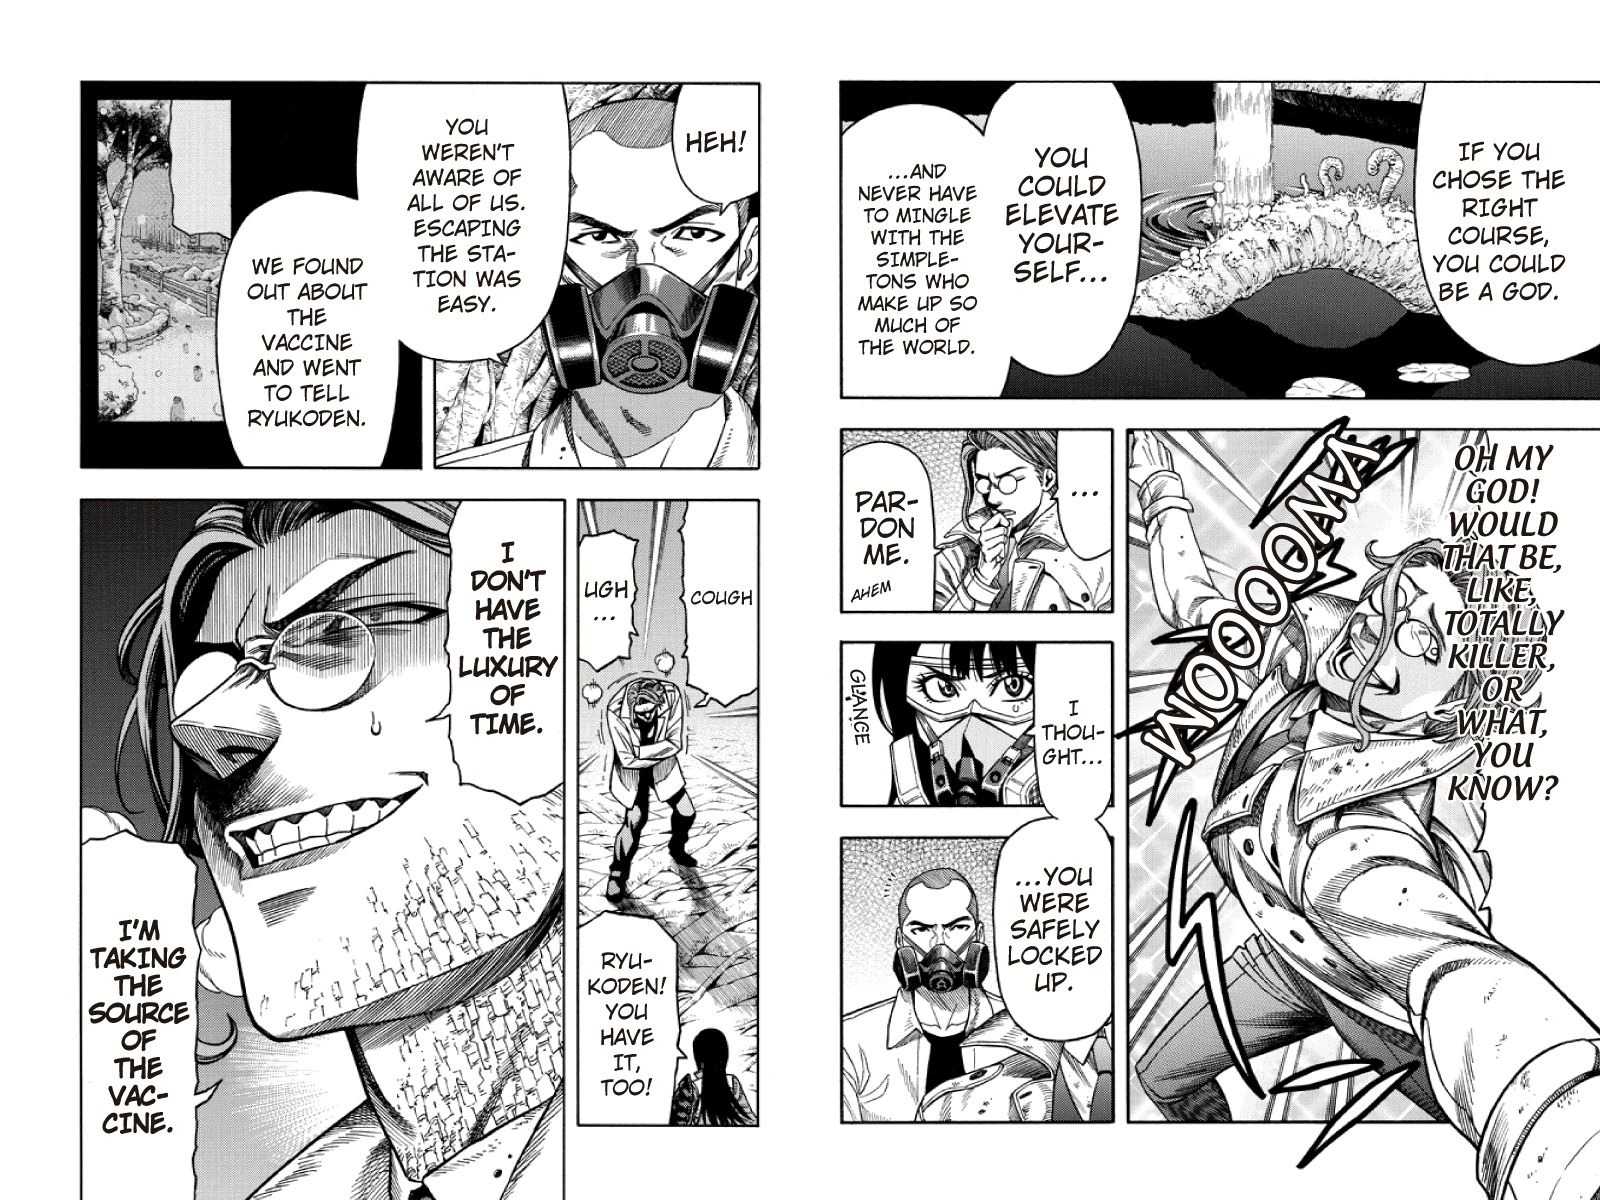 IF YOU
CHOSE THE
RIGHT
COURSE,
YOU COULD
BE A GOD.
YOU
COULD
ELEVATE
YOUR-
SELF...
...AND
NEVER HAVE
TO MINGLE
WITH THE
SIMPLE-
TONS WHO
MAKE UP SO
MUCH OF
THE WORLD.
OH MY
GOD!
WOULD
THAT BE,
LIKE,
TOTALLY
KILLER,
OR
WHAT,
YOU
KNOW?
WOOOOMA
...
PAR-
DON
ME.
AHEM
I
THOU-
GHT...
GLANCE
...YOU
WERE
SAFELY
LOCKED
UP.
HEH!
YOU
WEREN'T
AWARE OF
ALL OF US.
ESCAPING
THE STA-
TION WAS
EASY.
WE FOUND
OUT ABOUT
THE
VACCINE
AND WENT
TO TELL
RYUKODEN.
COUGH
UGH
...
RYU-
KODEN!
YOU
HAVE
IT,
TOO!
I
DON'T
HAVE
THE
LUXURY
OF
TIME.
I'M
TAKING
THE
SOURCE
OF
THE
VAC-
CINE.